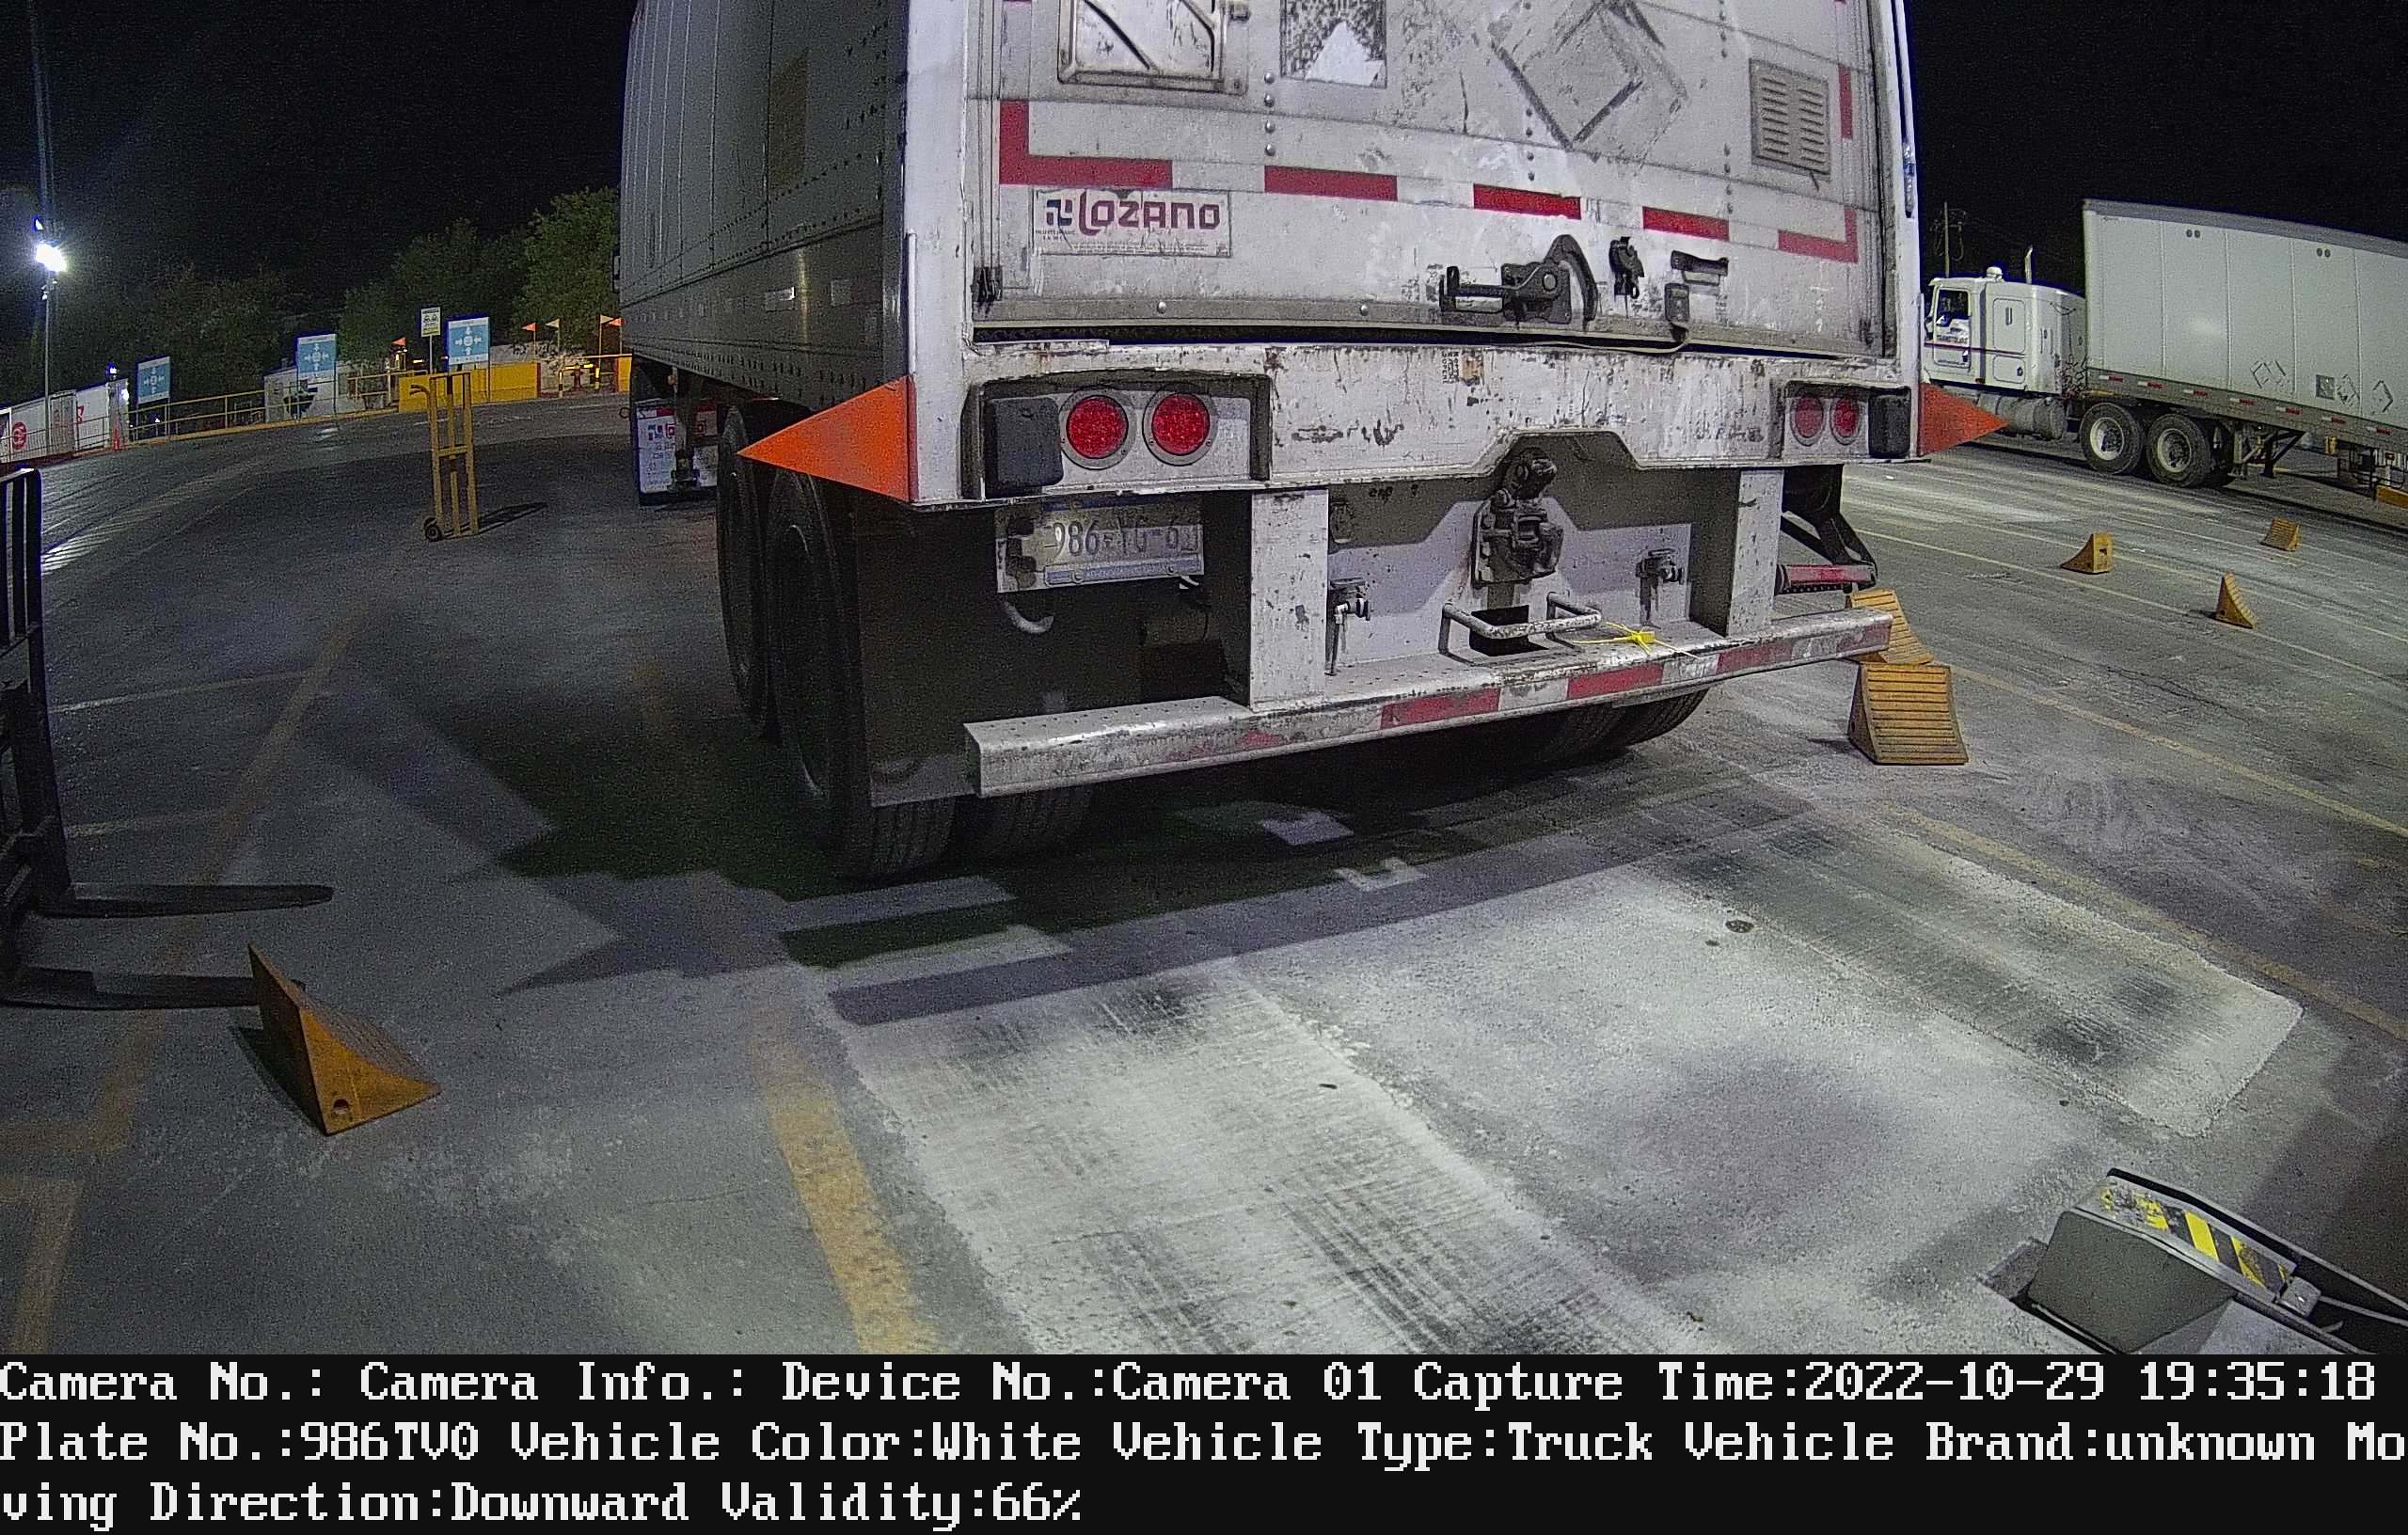 LOZANO
986
Camera No.: Camera Info.: Device No.:Camera 01 Capture Time:2022-10-29 19:35:18
Plate No.:986TV0 Vehicle Color:White Vehicle Type:Truck Vehicle Brand:unknown Mo
ving Direction:Downward Validity:66%